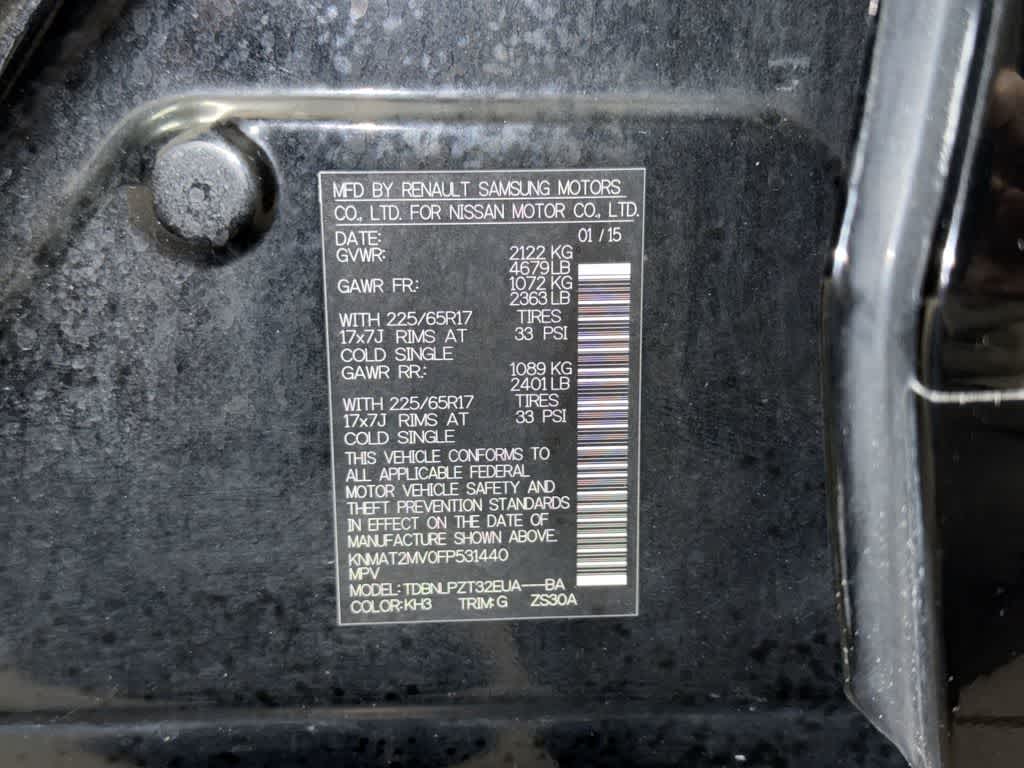 MFD BY RENAULT SAMSUNG MOTORS
CO., LTD. FOR NISSAN MOTOR CO., LTD.
DATE: 01 / 15
GVWR: 2122 KG
4679 LB
GAWR FR.: 1072 KG
2363 LB
WITH 225/65R17 TIRES
17x7J RIMS AT 33 PSI
COLD SINGLE
GAWR RR.: 1089 KG
2401 LB
WITH 225/65R17 TIRES
17x7J RIMS AT 33 PSI
COLD SINGLE
THIS VEHICLE CONFORMS TO
ALL APPLICABLE FEDERAL
MOTOR VEHICLE SAFETY AND
THEFT PREVENTION STANDARDS
IN EFFECT ON THE DATE OF
MANUFACTURE SHOWN ABOVE.
KNMAT2MV0FP531440
MPV
MODEL: TDBNLPZT32EUA---BA
COLOR: KH3 TRIM: G ZS30A